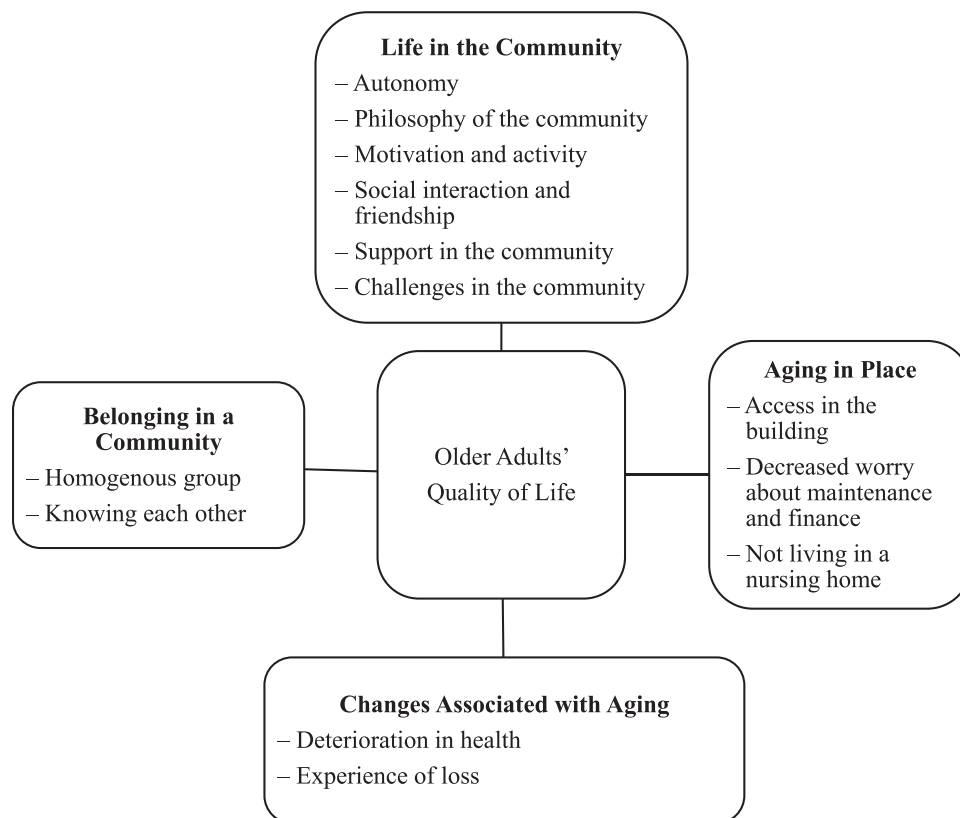 Life in the Community
– Autonomy
– Philosophy of the community
– Motivation and activity
– Social interaction and
friendship
– Support in the community
– Challenges in the community
Belonging in a
Community
– Homogenous group
– Knowing each other
Older Adults’
Quality of Life
Aging in Place
– Access in the
building
– Decreased worry
about maintenance
and finance
– Not living in a
nursing home
Changes Associated with Aging
– Deterioration in health
– Experience of loss